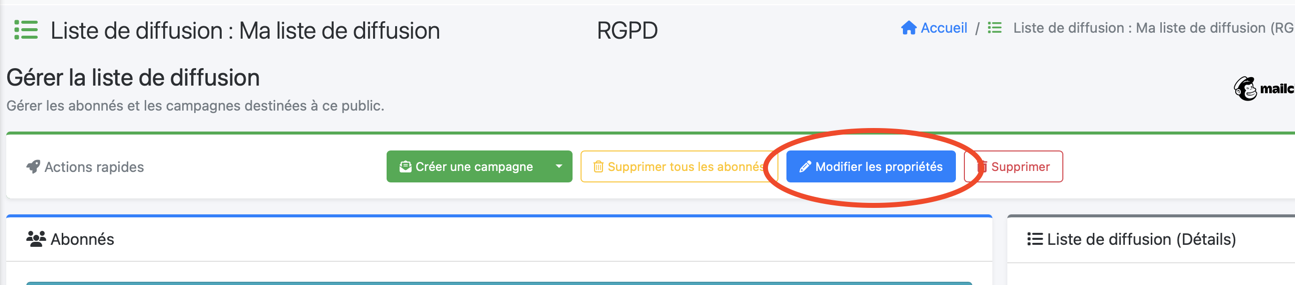 Liste de diffusion : Ma liste de diffusion RGPD
Accueil / Liste de diffusion : Ma liste de diffusion (RG
Gérer la liste de diffusion
Gérer les abonnés et les campagnes destinées à ce public.
mailc
Actions rapides
Créer une campagne
Supprimer tous les abonnés
Modifier les propriétés
Supprimer
Abonnés
Liste de diffusion (Détails)